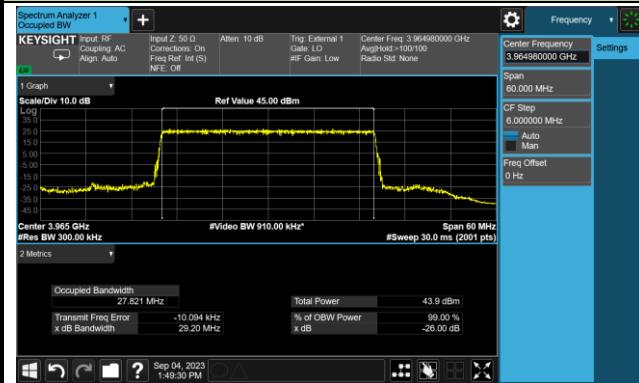 Spectrum Analyzer 1
Occupied BW
Frequency
KEYSIGHT
Input: RF
Coupling: AC
Align: Auto
Input Z: 50 Ω
Corrections: On
Freq Ref: Int (S)
NFE: Off
Atten: 10 dB
Trig: External 1
Gate: LO
#IF Gain: Low
Center Freq: 3.964980000 GHz
Avg|Hold:>100/100
Radio Std: None
Center Frequency
3.964980000 GHz
Settings
Span
60.000 MHz
CF Step
6.000000 MHz
Auto
Man
Freq Offset
0 Hz
1 Graph
Scale/Div 10.0 dB
Ref Value 45.00 dBm
Log
35.0
25.0
15.0
5.00
-5.00
-15.0
-25.0
-35.0
-45.0
Center 3.965 GHz
#Video BW 910.00 kHz*
Span 60 MHz
#Res BW 300.00 kHz
#Sweep 30.0 ms (2001 pts)
2 Metrics
Occupied Bandwidth
27.821 MHz
Total Power
43.9 dBm
Transmit Freq Error
-10.094 kHz
% of OBW Power
99.00 %
x dB Bandwidth
29.20 MHz
x dB
-26.00 dB
?
Sep 04, 2023
1:49:30 PM